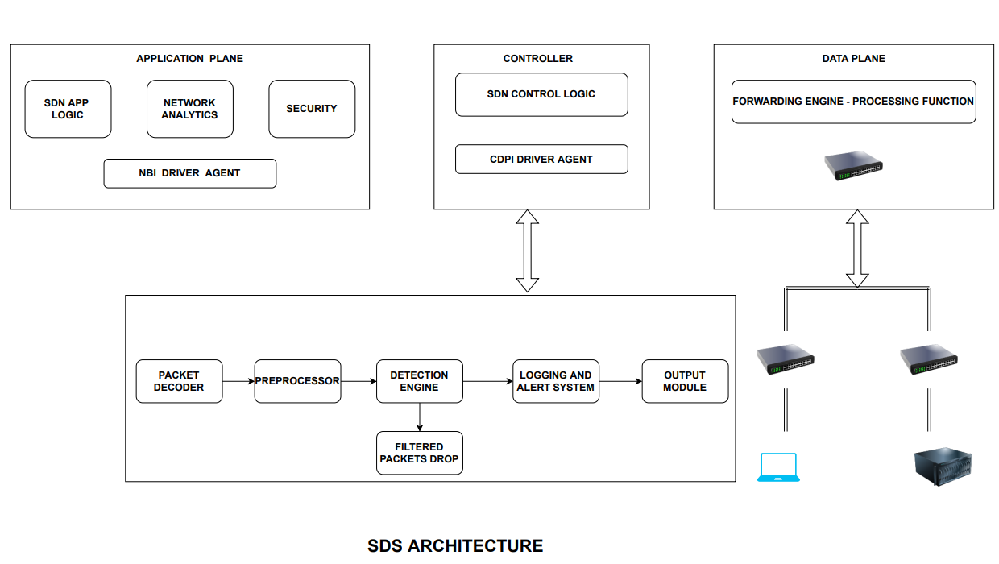 APPLICATION PLANE
SDN APP
LOGIC
NETWORK
ANALYTICS
SECURITY
NBI DRIVER AGENT
CONTROLLER
SDN CONTROL LOGIC
CDPI DRIVER AGENT
DATA PLANE
FORWARDING ENGINE - PROCESSING FUNCTION
PACKET
DECODER
PREPROCESSOR
DETECTION
ENGINE
LOGGING AND
ALERT SYSTEM
OUTPUT
MODULE
FILTERED
PACKETS DROP
SDS ARCHITECTURE